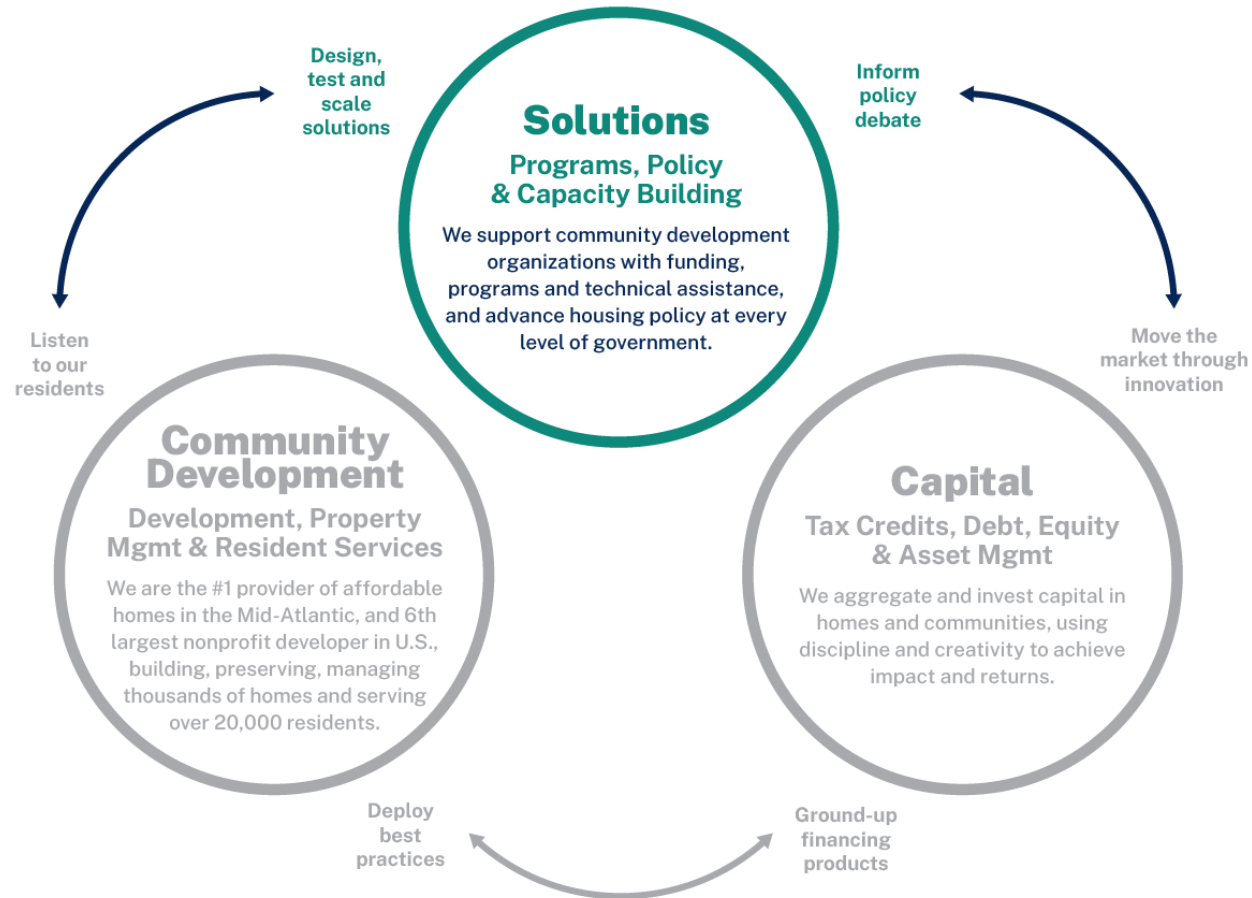 Design,
test and
scale
solutions
Solutions
Programs, Policy
& Capacity Building
We support community development
organizations with funding,
programs and technical assistance,
and advance housing policy at every
level of government.
Inform
policy
debate
Listen
to our
residents
Move the
market through
innovation
Community
Development
Development, Property
Mgmt & Resident Services
We are the #1 provider of affordable
homes in the Mid-Atlantic, and 6th
largest nonprofit developer in U.S.,
building, preserving, managing
thousands of homes and serving
over 20,000 residents.
Capital
Tax Credits, Debt, Equity
& Asset Mgmt
We aggregate and invest capital in
homes and communities, using
discipline and creativity to achieve
impact and returns.
Deploy
best
practices
Ground-up
financing
products